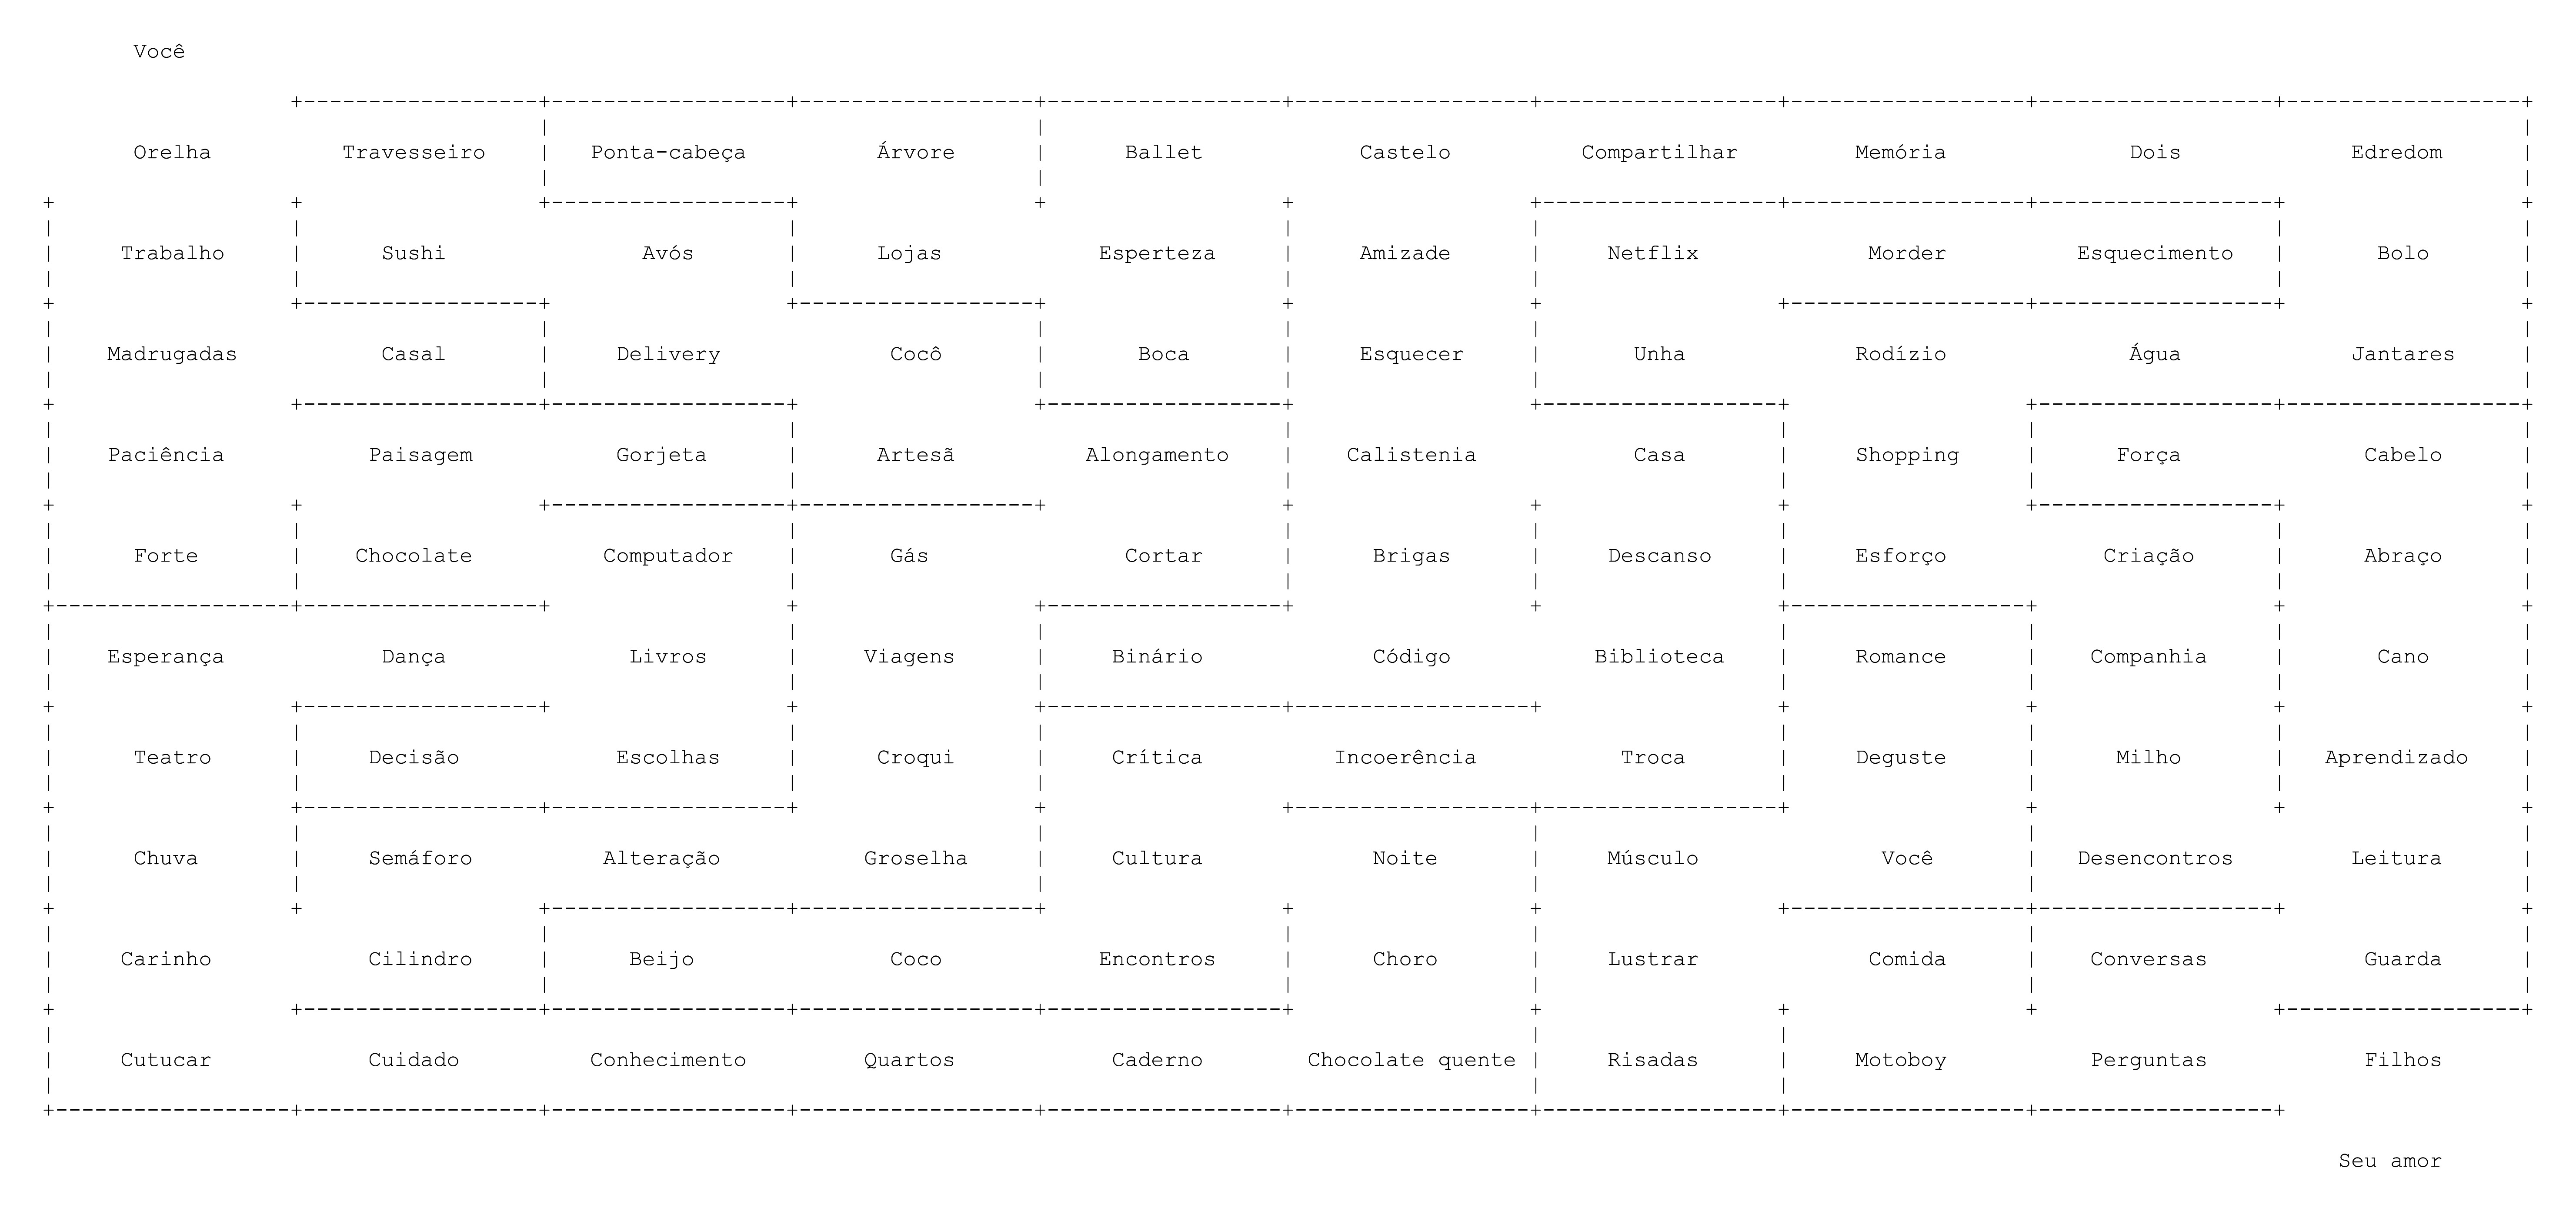 Você
Orelha Travesseiro Ponta-cabeça Árvore Ballet Castelo Compartilhar Memória Dois Edredom
Trabalho Sushi Avós Lojas Esperteza Amizade Netflix Morder Esquecimento Bolo
Madrugadas Casal Delivery Cocô Boca Esquecer Unha Rodízio Água Jantares
Paciência Paisagem Gorjeta Artesã Alongamento Calistenia Casa Shopping Força Cabelo
Forte Chocolate Computador Gás Cortar Brigas Descanso Esforço Criação Abraço
Esperança Dança Livros Viagens Binário Código Biblioteca Romance Companhia Cano
Teatro Decisão Escolhas Croqui Crítica Incoerência Troca Deguste Milho Aprendizado
Chuva Semáforo Alteração Groselha Cultura Noite Músculo Você Desencontros Leitura
Carinho Cilindro Beijo Coco Encontros Choro Lustrar Comida Conversas Guarda
Cutucar Cuidado Conhecimento Quartos Caderno Chocolate quente Risadas Motoboy Perguntas Filhos
Seu amor